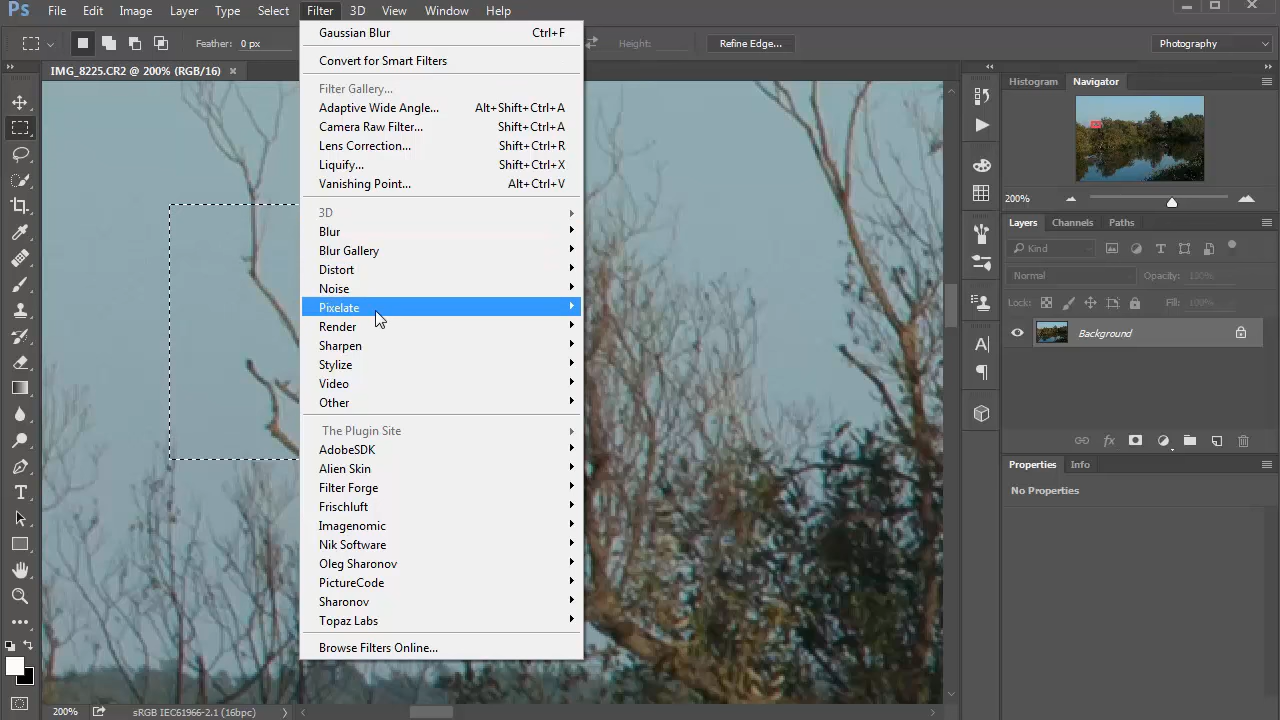 Ps File Edit Image Layer Type Select Filter 3D View Window Help
Feather: 0 px Height: Refine Edge... Photography
IMG_8225.CR2 @ 200% (RGB/16) ×
Gaussian Blur Ctrl+F
Convert for Smart Filters
Filter Gallery...
Adaptive Wide Angle... Alt+Shift+Ctrl+A
Camera Raw Filter... Shift+Ctrl+A
Lens Correction... Shift+Ctrl+R
Liquify... Shift+Ctrl+X
Vanishing Point... Alt+Ctrl+V
3D
Blur
Blur Gallery
Distort
Noise
Pixelate
Render
Sharpen
Stylize
Video
Other
The Plugin Site
AdobeSDK
Alien Skin
Filter Forge
Frischluft
Imagenomic
Nik Software
Oleg Sharonov
PictureCode
Sharonov
Topaz Labs
Browse Filters Online...
Histogram Navigator
200%
Layers Channels Paths
Kind
Normal Opacity: 100%
Lock: Fill: 100%
Background
Properties Info
No Properties
200% sRGB IEC61966-2.1 (16bpc)